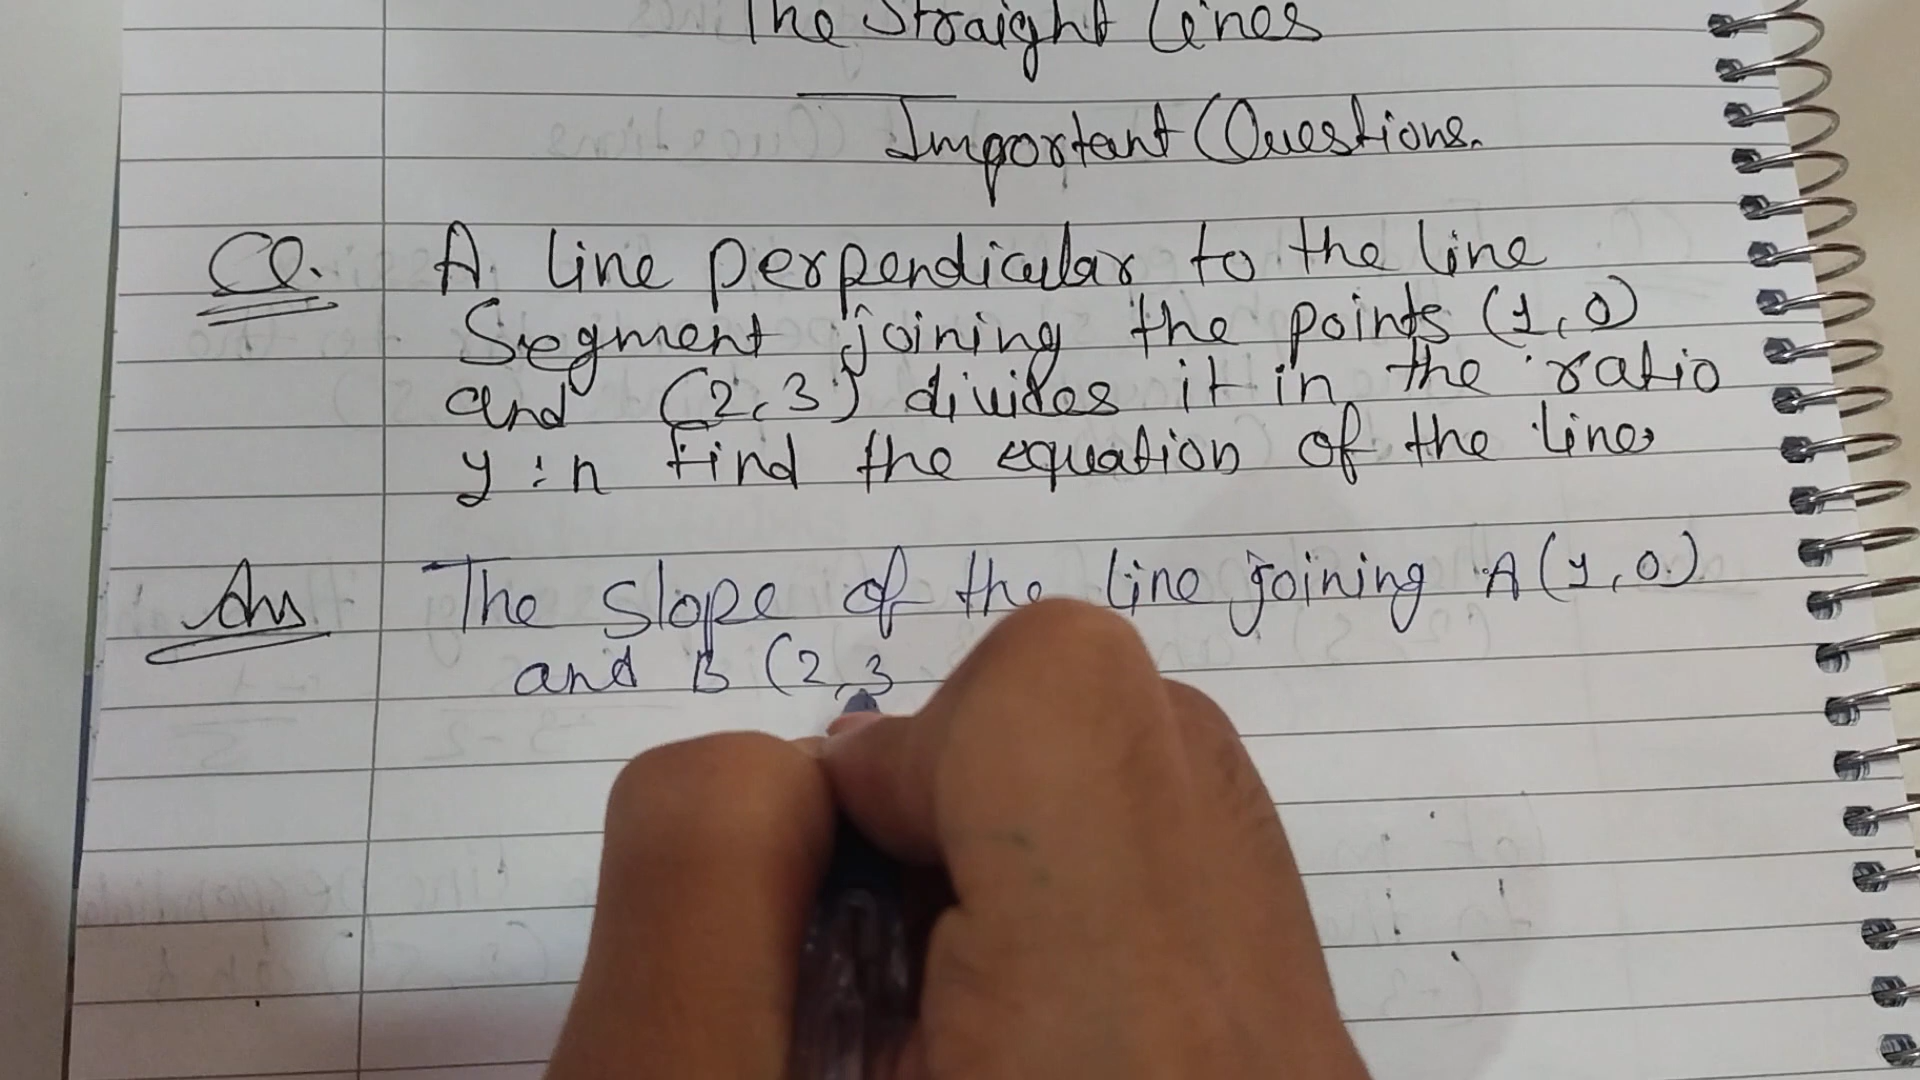 The Straight Lines
Important Questions.
Q. A line perpendicular to the line
Segment joining the points (1,0)
and (2,3) divides it in the ratio
y:n Find the equation of the line.
Ans The Slope of the line joining A(1,0)
and B (2,3